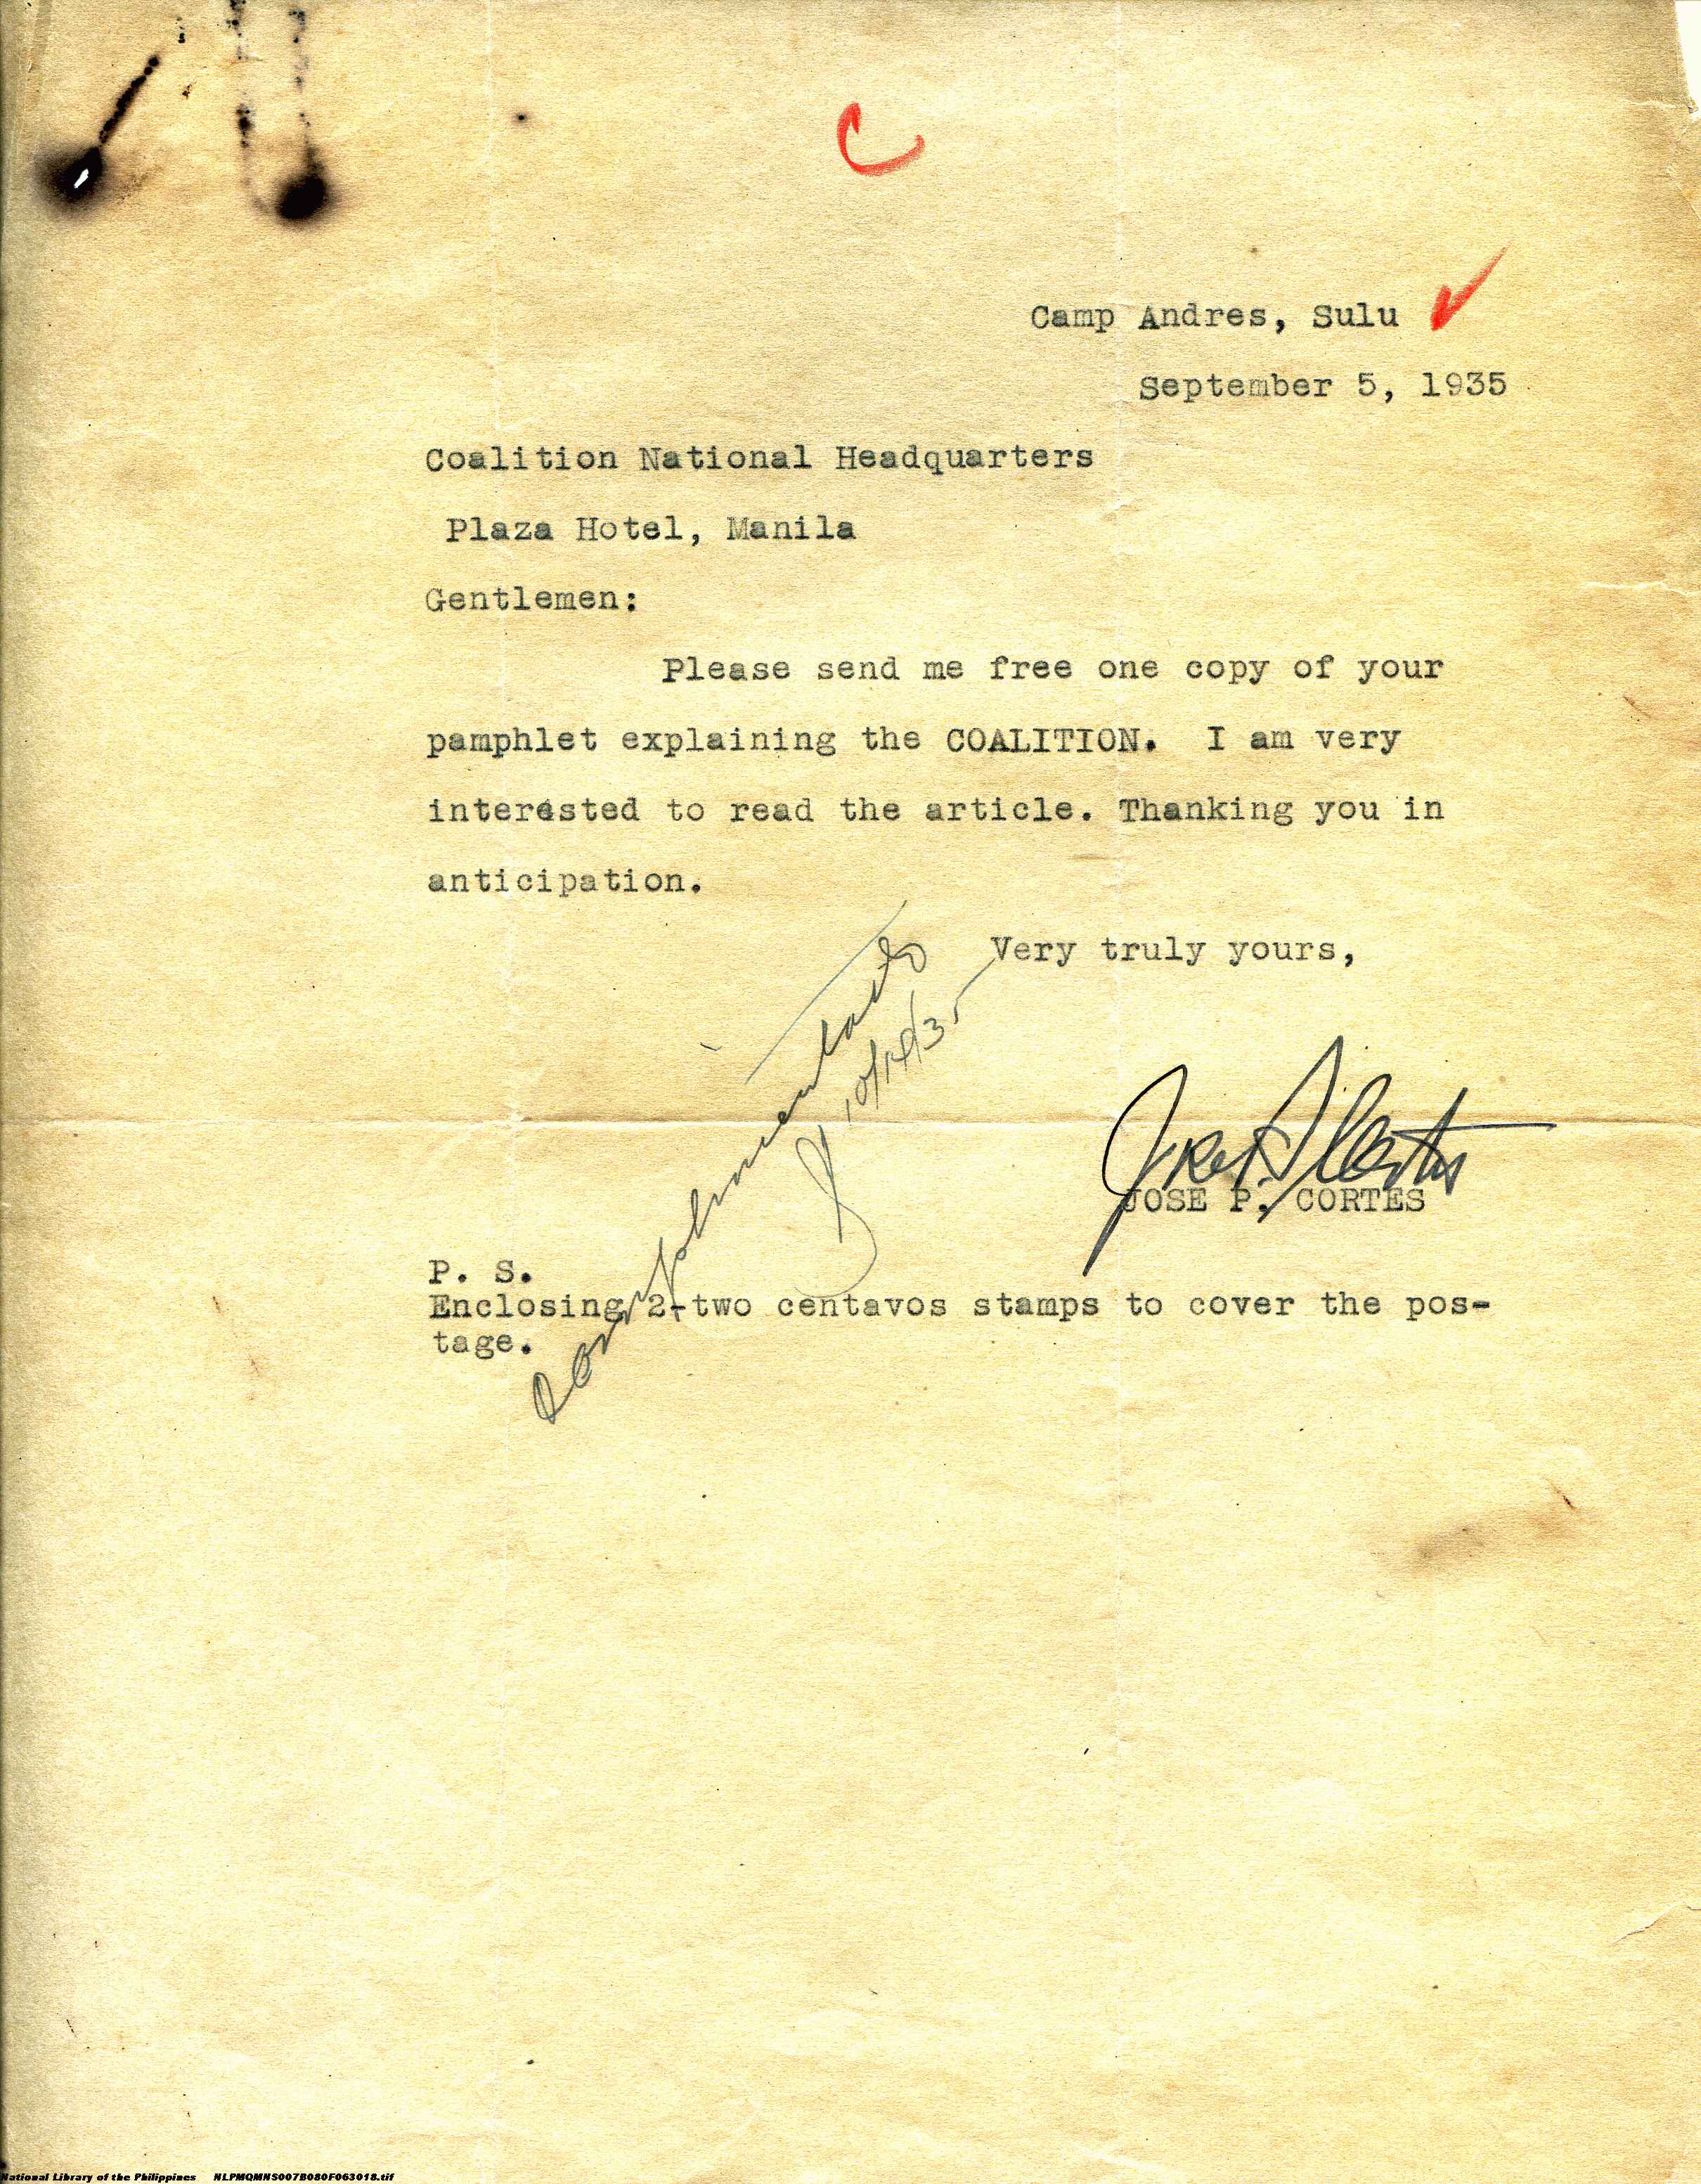 C
Camp Andres, Sulu ✓
September 5, 1935
Coalition National Headquarters
Plaza Hotel, Manila
Gentlemen:
Please send me free one copy of your
pamphlet explaining the COALITION. I am very
interested to read the article. Thanking you in
anticipation.
Very truly yours,
10/14/35
JOSE P. CORTES
P. S.
Enclosing 2-two centavos stamps to cover the pos-
tage.
National Library of the Philippines NLPMQMNS007B080F063018.tif